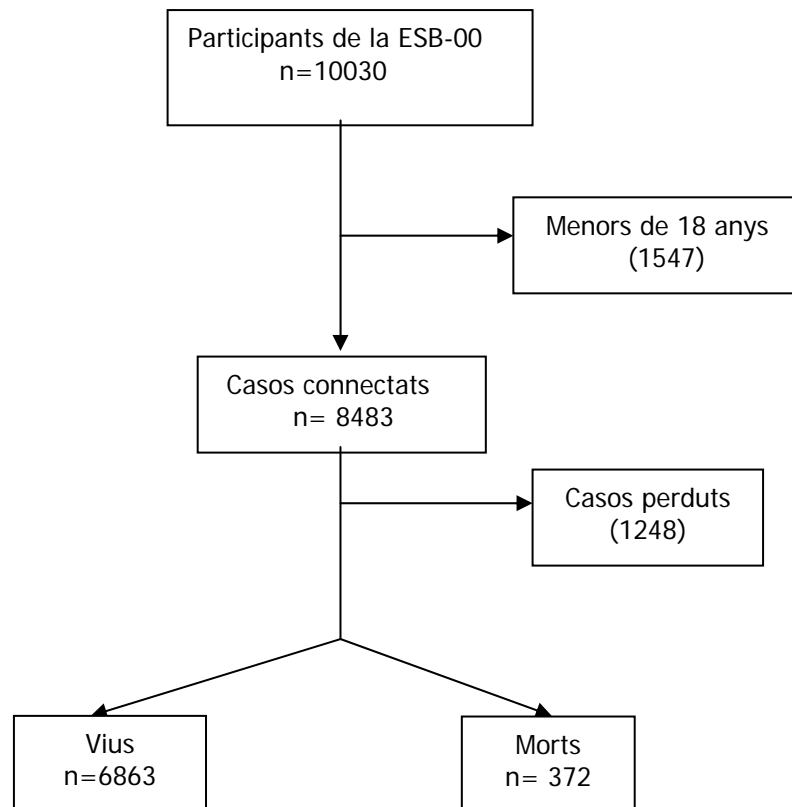 Participants de la ESB-00
n=10030
Menors de 18 anys
(1547)
Casos connectats
n= 8483
Casos perduts
(1248)
Vius
n=6863
Morts
n= 372